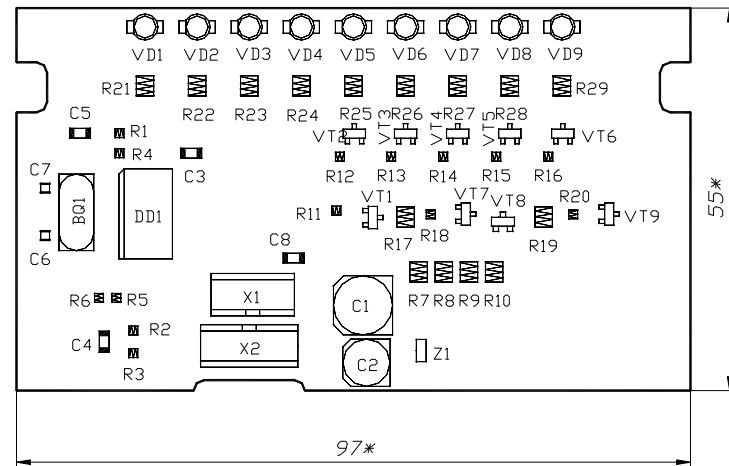 VD1 VD2 VD3 VD4 VD5 VD6 VD7 VD8 VD9
R21 R29
R22 R23 R24 R25 R26 R27 R28
C5 R1 VT2 VT3 VT4 VT5 VT6
R4 C3
R12 R13 R14 R15 R16
C7
BQ1 DD1 R11 VT1 R17 R18 VT7 VT8 R19 R20 VT9
C6
C8
R7 R8 R9 R10
R6 R5 X1 C1
R2
C4 X2 Z1
R3 C2
55*
97*